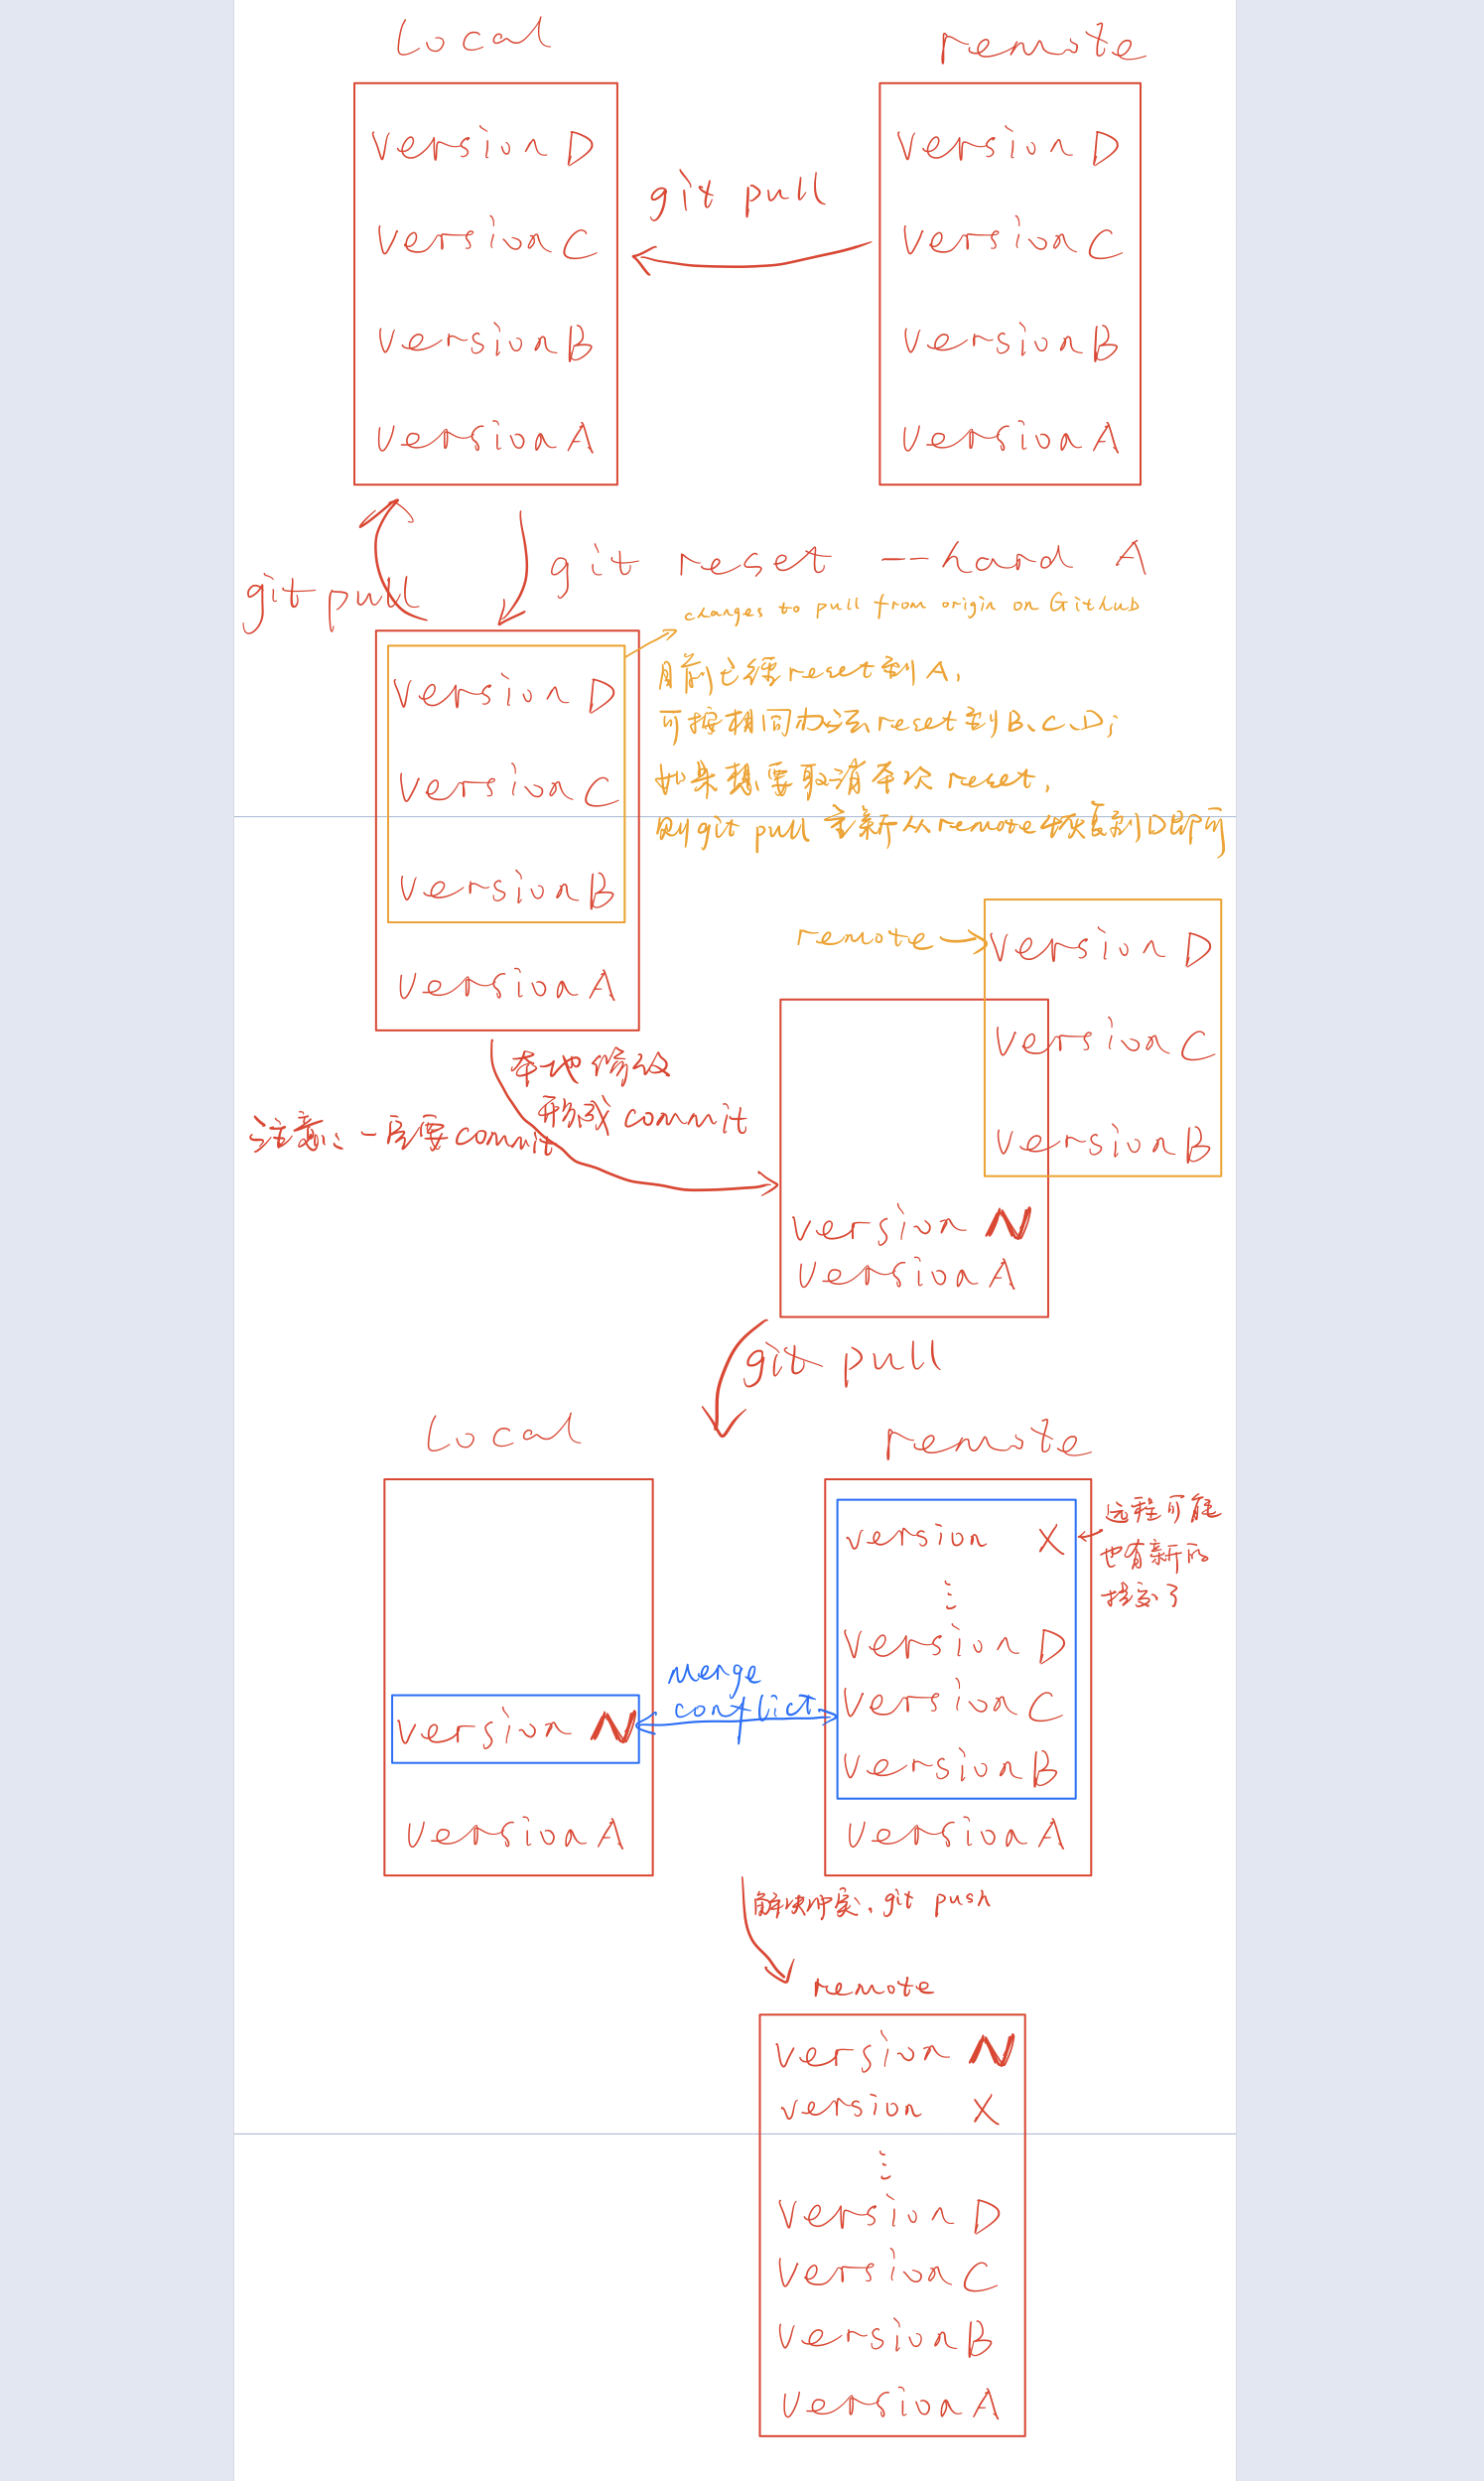 local
remote
version D
version C
version B
version A
git pull
version D
version C
version B
version A
git pull
git reset --hard A
changes to pull from origin on GitHub
目前已经reset到A,
可按相同办法reset到B、C、D;
如果想要取消本次reset,
则git pull重新从remote恢复到D即可
version D
version C
version B
version A
remote
version D
version C
version B
本地修改
形成commit
注意:一定要commit
version N
version A
git pull
local
remote
version N
version A
merge
conflict
version X
⋮
version D
version C
version B
version A
远程可能
也有新的
提交了
解决冲突, git push
remote
version N
version X
⋮
version D
version C
version B
version A